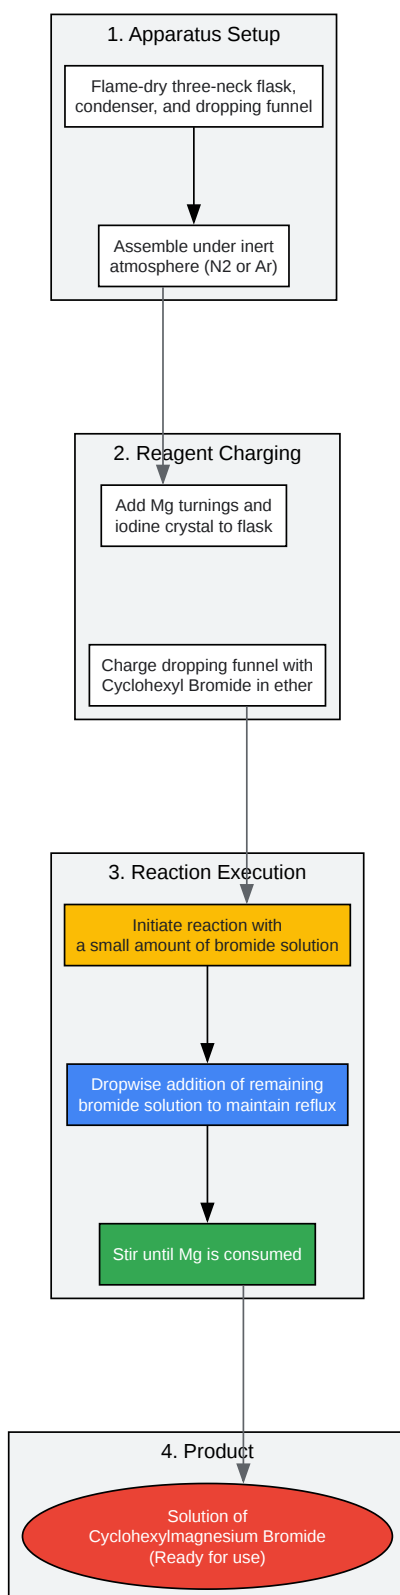 1. Apparatus Setup
Flame-dry three-neck flask,
condenser, and dropping funnel
Assemble under inert
atmosphere (N2 or Ar)
2. Reagent Charging
Add Mg turnings and
iodine crystal to flask
Charge dropping funnel with
Cyclohexyl Bromide in ether
3. Reaction Execution
Initiate reaction with
a small amount of bromide solution
Dropwise addition of remaining
bromide solution to maintain reflux
Stir until Mg is consumed
4. Product
Solution of
Cyclohexylmagnesium Bromide
(Ready for use)